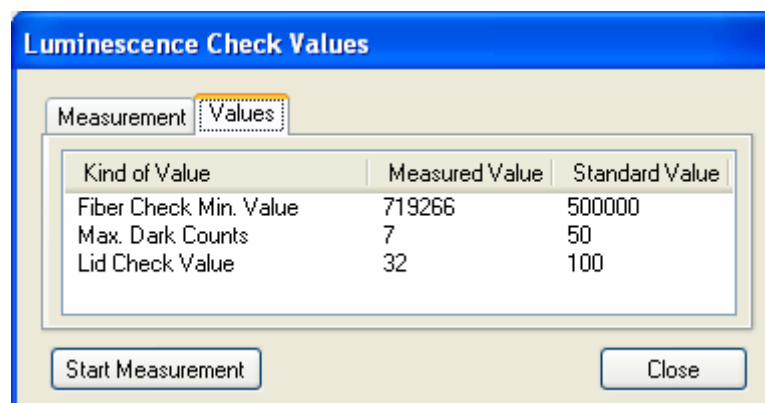 Luminescence Check Values
Measurement Values
Kind of Value Measured Value Standard Value
Fiber Check Min. Value 719266 500000
Max. Dark Counts 7 50
Lid Check Value 32 100
Start Measurement Close